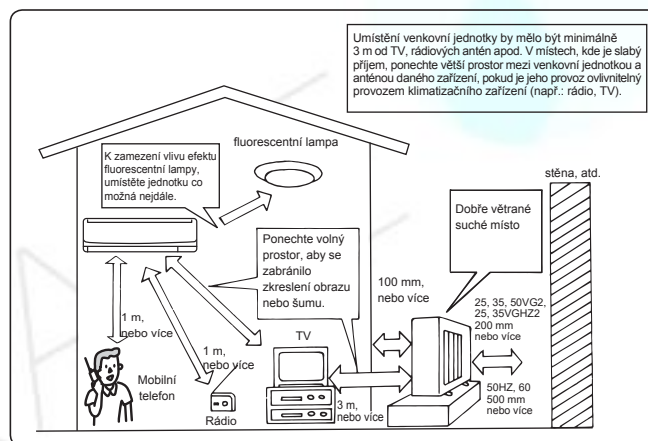 Umístění venkovní jednotky by mělo být minimálně
3 m od TV, rádiových antén apod. V místech, kde je slabý
příjem, ponechte větší prostor mezi venkovní jednotkou a
anténou daného zařízení, pokud je jeho provoz ovlivnitelný
provozem klimatizačního zařízení (např.: rádio, TV).
fluorescentní lampa
K zamezení vlivu efektu
fluorescentní lampy,
umístěte jednotku co
možná nejdále.
stěna, atd.
Dobře větrané
suché místo
Ponechte volný
prostor, aby se
zabránilo
zkreslení obrazu
nebo šumu.
100 mm,
nebo více
25, 35, 50VG2,
25, 35VGHZ2
200 mm
nebo více
1 m,
nebo více
TV
1 m,
nebo více
Mobilní
telefon
Rádio
3 m,
nebo více
50HZ, 60
500 mm
nebo více